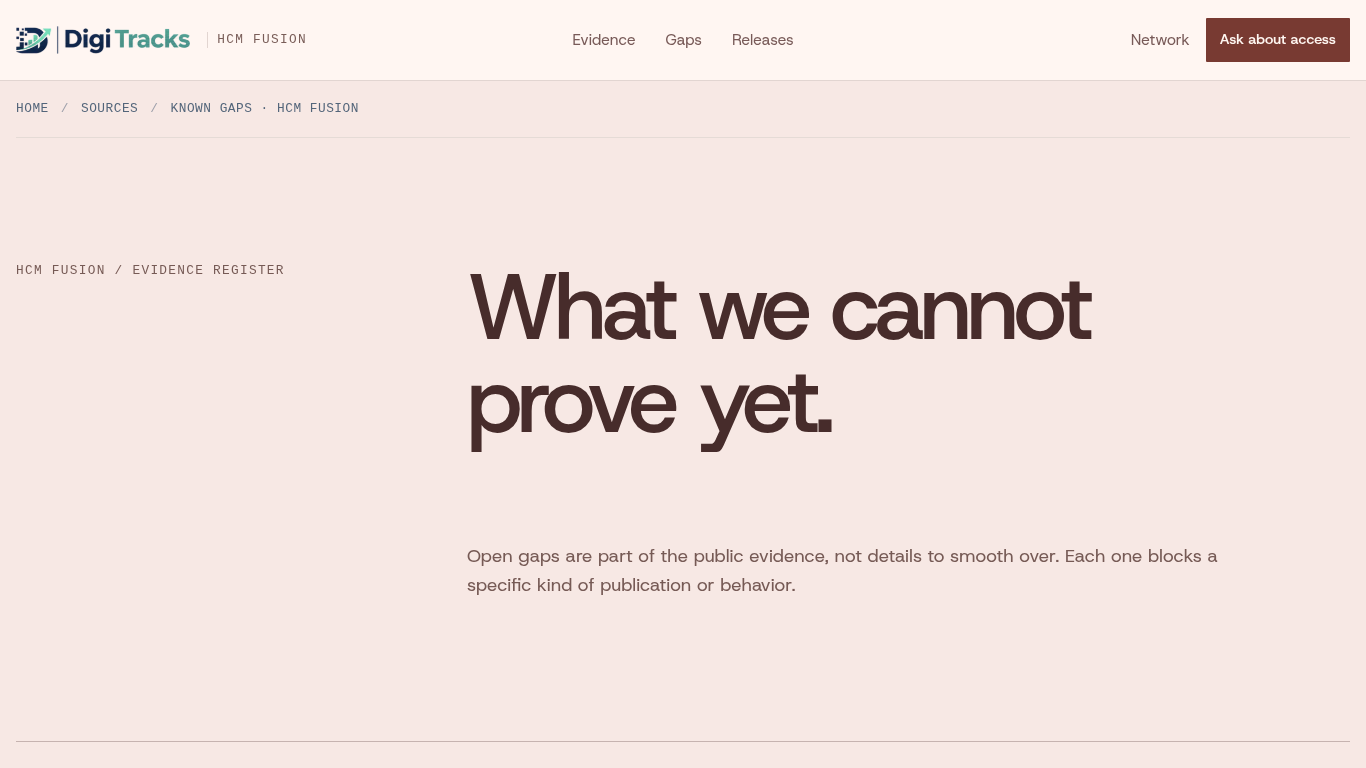 Digi Tracks
HCM FUSION
Evidence
Gaps
Releases
Network
Ask about access
HOME / SOURCES / KNOWN GAPS · HCM FUSION
HCM FUSION / EVIDENCE REGISTER
What we cannot
prove yet.
Open gaps are part of the public evidence, not details to smooth over. Each one blocks a
specific kind of publication or behavior.